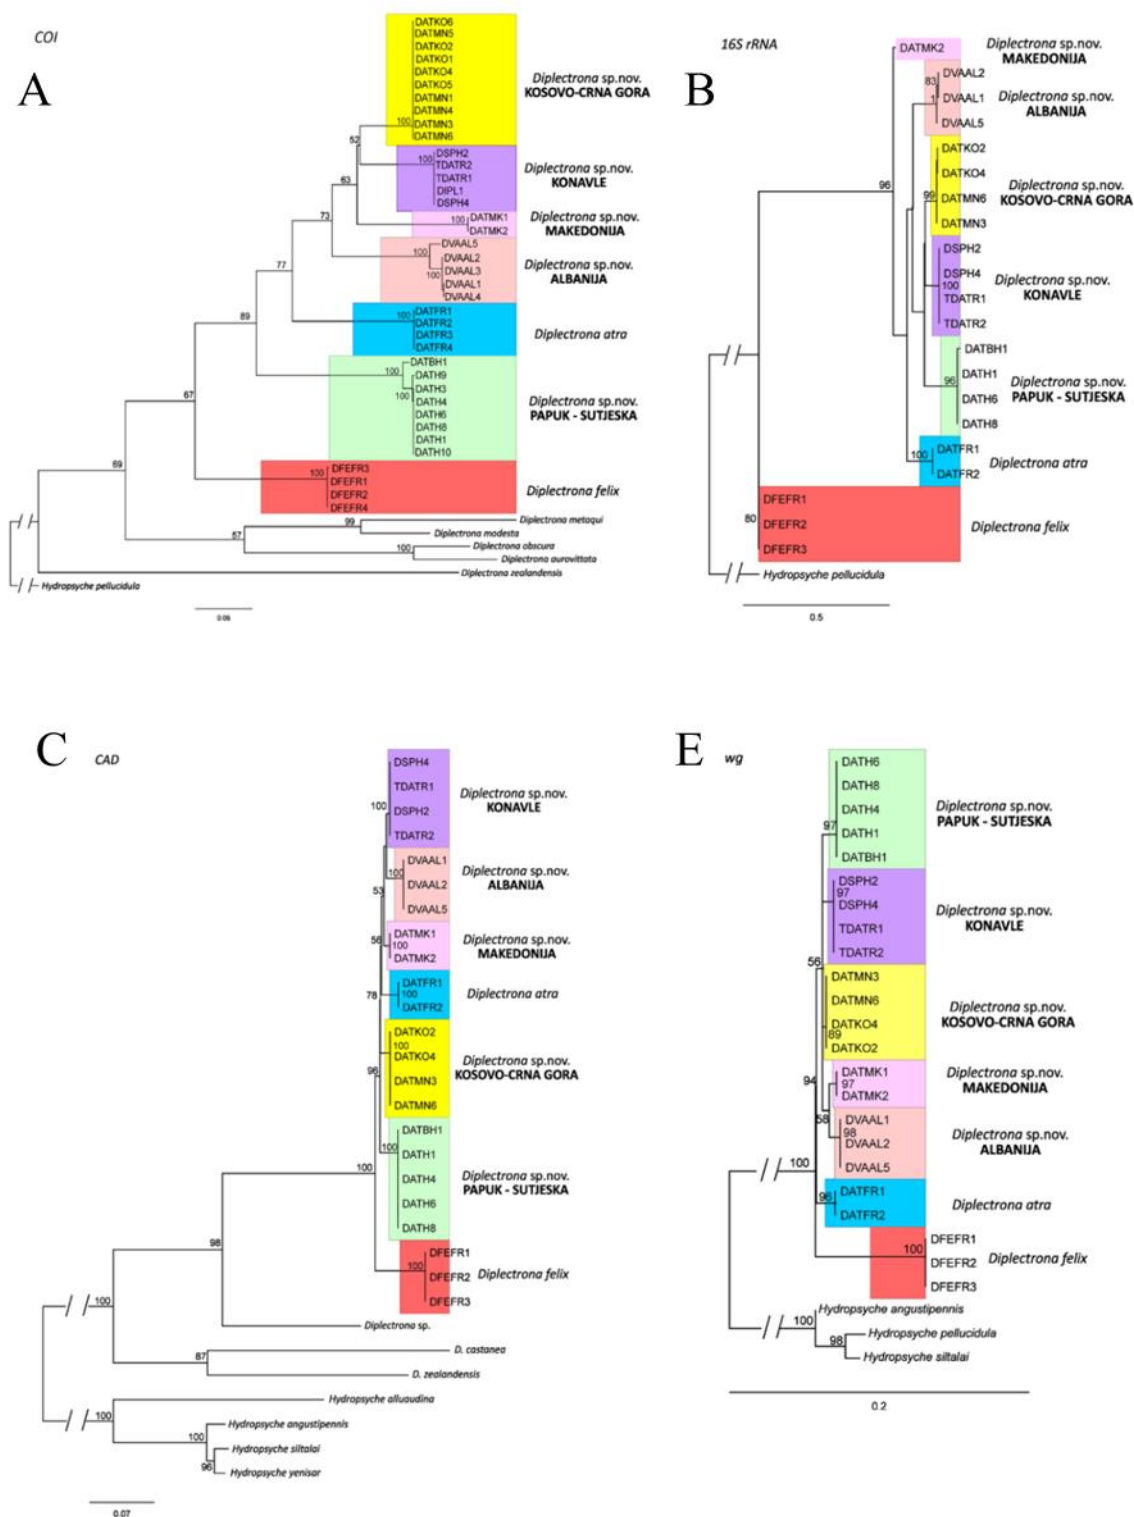 COI
A
DATKO6
DATMN5
DATKO2
DATKO1
DATKO4
DATKO5
DATMN1
DATMN4
DATMN3
DATMN6
100
Diplectrona sp.nov.
KOSOVO-CRNA GORA
52
DSPH2
TDATR2
TDATR1
DIPL1
DSPH4
100
Diplectrona sp.nov.
KONAVLE
63
DATMK1
DATMK2
100
Diplectrona sp.nov.
MAKEDONIJA
73
DVAAL5
DVAAL2
DVAAL3
DVAAL1
DVAAL4
100
100
Diplectrona sp.nov.
ALBANIJA
77
DATFR1
DATFR2
DATFR3
DATFR4
100
Diplectrona atra
89
DATBH1
DATH9
DATH3
DATH4
DATH6
DATH8
DATH1
DATH10
100
100
Diplectrona sp.nov.
PAPUK - SUTJESKA
67
DFEFR3
DFEFR1
DFEFR2
DFEFR4
100
Diplectrona felix
69
99
57
100
Diplectrona metaqui
Diplectrona modesta
Diplectrona obscura
Diplectrona aurovittata
Diplectrona zealandensis
Hydropsyche pellucidula
0.05
16S rRNA
B
DATMK2
Diplectrona sp.nov.
MAKEDONIJA
DVAAL2
DVAAL1
DVAAL5
83
1
Diplectrona sp.nov.
ALBANIJA
96
DATKO2
DATKO4
DATMN6
DATMN3
99
Diplectrona sp.nov.
KOSOVO-CRNA GORA
DSPH2
DSPH4
100
TDATR1
TDATR2
Diplectrona sp.nov.
KONAVLE
DATBH1
DATH1
DATH6
DATH8
96
Diplectrona sp.nov.
PAPUK - SUTJESKA
DATFR1
DATFR2
100
Diplectrona atra
DFEFR1
DFEFR2
DFEFR3
80
Diplectrona felix
Hydropsyche pellucidula
0.5
C
CAD
DSPH4
TDATR1
DSPH2
TDATR2
100
Diplectrona sp.nov.
KONAVLE
DVAAL1
DVAAL2
DVAAL5
100
Diplectrona sp.nov.
ALBANIJA
53
DATMK1
100
DATMK2
Diplectrona sp.nov.
MAKEDONIJA
56
DATFR1
100
DATFR2
Diplectrona atra
78
DATKO2
100
DATKO4
DATMN3
DATMN6
Diplectrona sp.nov.
KOSOVO-CRNA GORA
96
DATBH1
DATH1
DATH4
DATH6
DATH8
100
Diplectrona sp.nov.
PAPUK - SUTJESKA
100
DFEFR1
DFEFR2
DFEFR3
100
Diplectrona felix
98
Diplectrona sp.
100
D. castanea
87
D. zealandensis
Hydropsyche alluaudina
100
Hydropsyche angustipennis
100
Hydropsyche siltalai
96
Hydropsyche yenisar
0.07
E
wg
DATH6
DATH8
DATH4
DATH1
DATBH1
97
Diplectrona sp.nov.
PAPUK - SUTJESKA
DSPH2
97
DSPH4
TDATR1
TDATR2
Diplectrona sp.nov.
KONAVLE
56
DATMN3
DATMN6
DATKO4
89
DATKO2
Diplectrona sp.nov.
KOSOVO-CRNA GORA
94
DATMK1
97
DATMK2
Diplectrona sp.nov.
MAKEDONIJA
58
DVAAL1
98
DVAAL2
DVAAL5
Diplectrona sp.nov.
ALBANIJA
100
DATFR1
96
DATFR2
Diplectrona atra
DFEFR1
100
DFEFR2
DFEFR3
Diplectrona felix
Hydropsyche angustipennis
100
Hydropsyche pellucidula
98
Hydropsyche siltalai
0.2